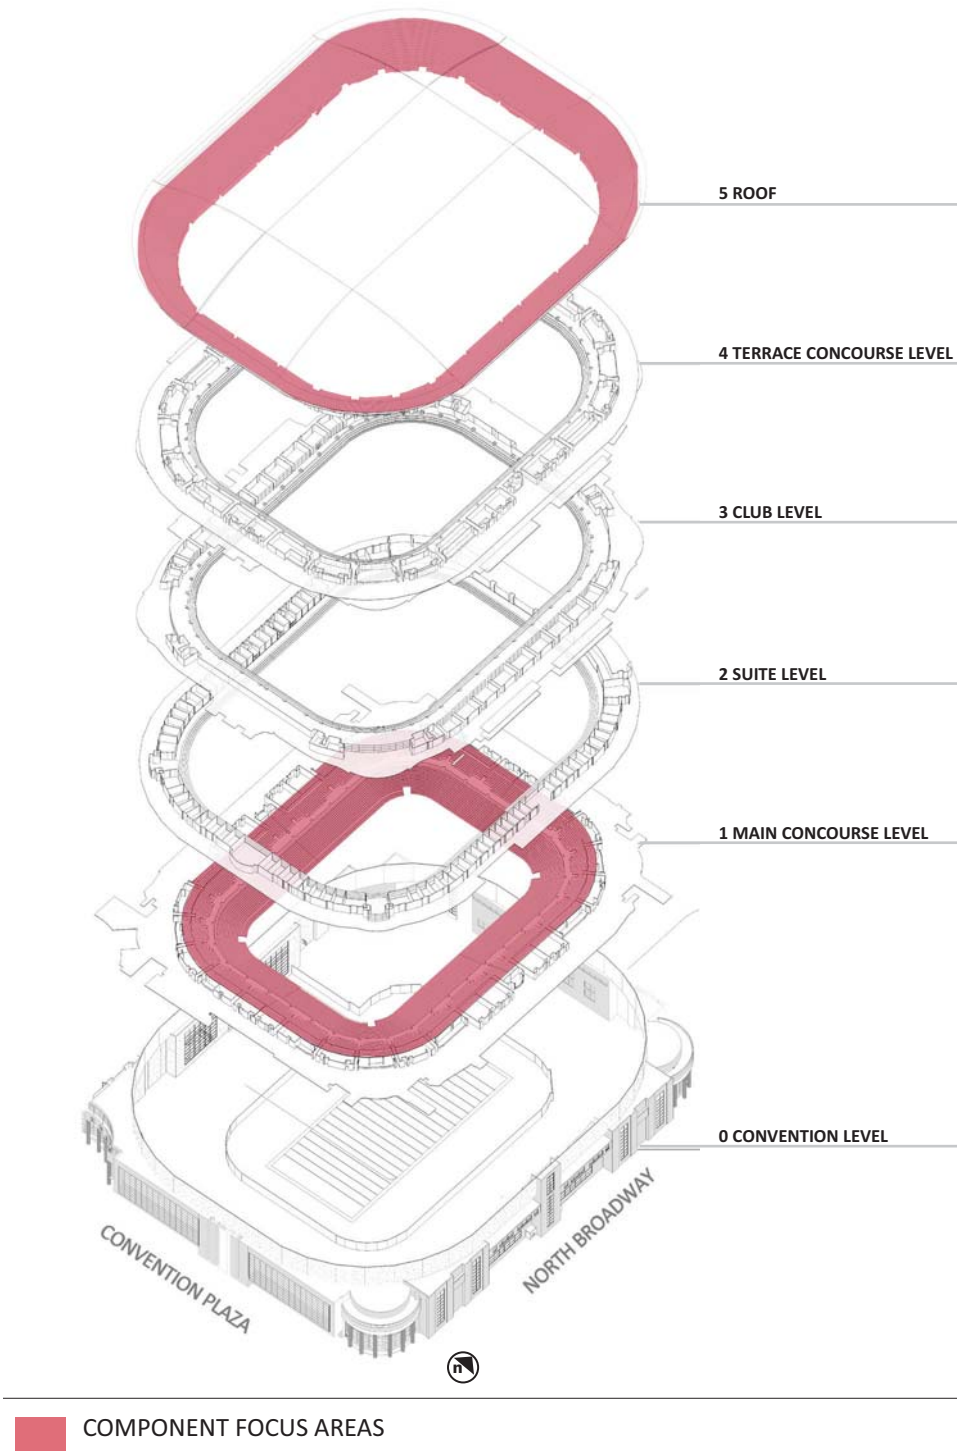 5 ROOF
4 TERRACE CONCOURSE LEVEL
3 CLUB LEVEL
2 SUITE LEVEL
1 MAIN CONCOURSE LEVEL
0 CONVENTION LEVEL
CONVENTION PLAZA
NORTH BROADWAY
n
COMPONENT FOCUS AREAS